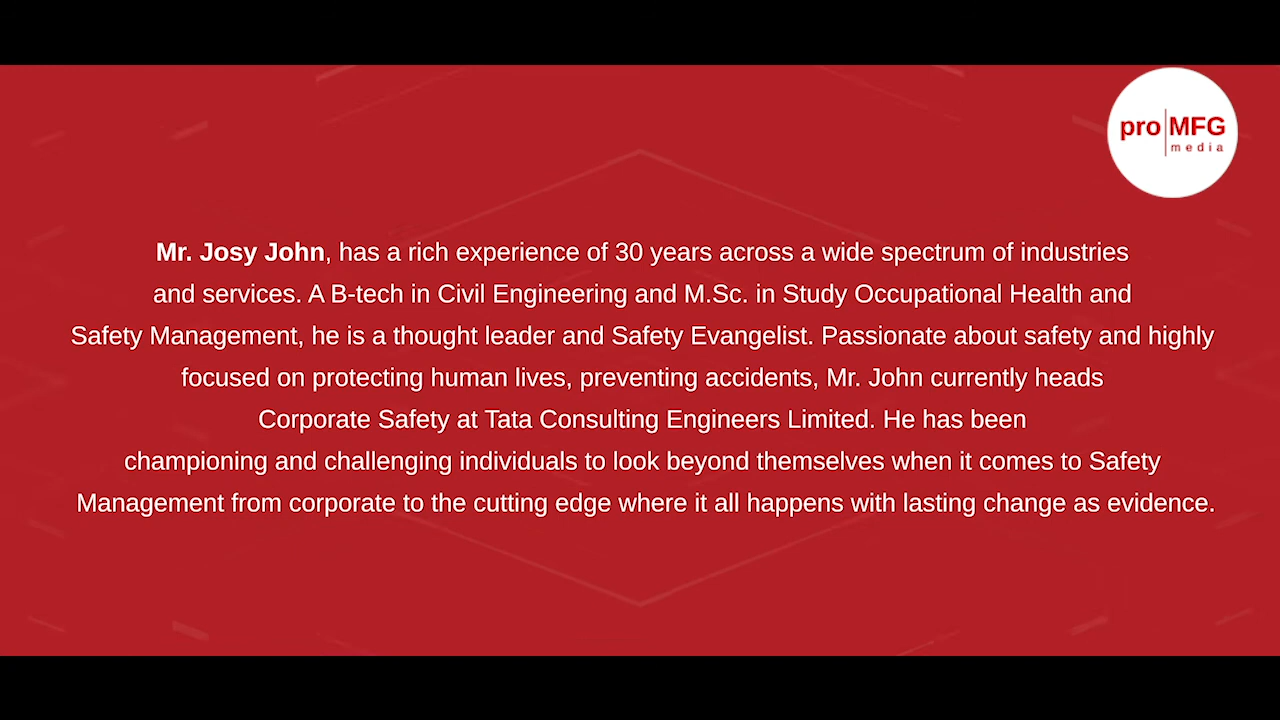 pro MFG
media
Mr. Josy John, has a rich experience of 30 years across a wide spectrum of industries
and services. A B-tech in Civil Engineering and M.Sc. in Study Occupational Health and
Safety Management, he is a thought leader and Safety Evangelist. Passionate about safety and highly
focused on protecting human lives, preventing accidents, Mr. John currently heads
Corporate Safety at Tata Consulting Engineers Limited. He has been
championing and challenging individuals to look beyond themselves when it comes to Safety
Management from corporate to the cutting edge where it all happens with lasting change as evidence.